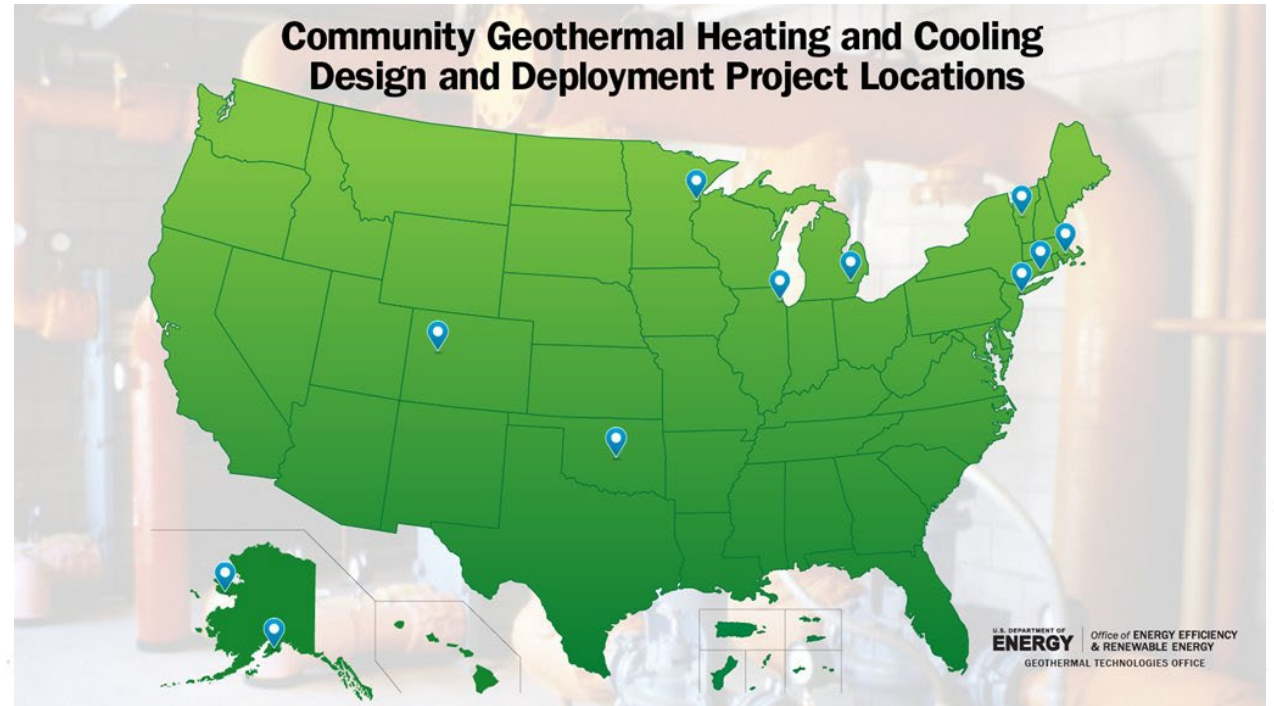 Community Geothermal Heating and Cooling
Design and Deployment Project Locations
U.S. DEPARTMENT OF
ENERGY
Office of ENERGY EFFICIENCY
& RENEWABLE ENERGY
GEOTHERMAL TECHNOLOGIES OFFICE